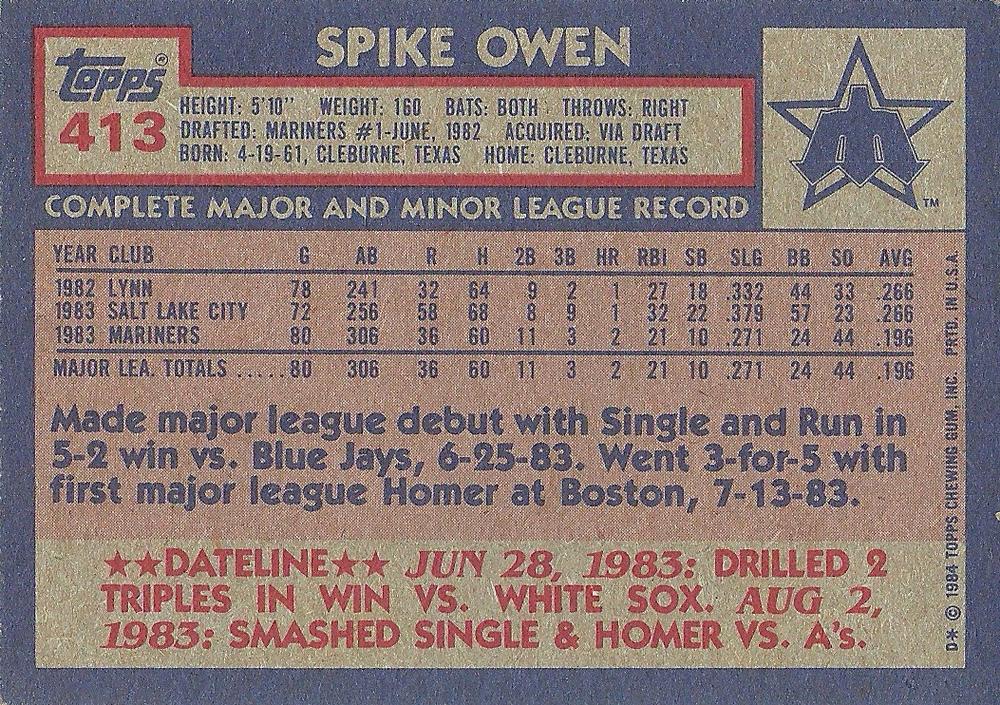 SPIKE OWEN
Topps®
413
HEIGHT: 5'10" WEIGHT: 160 BATS: BOTH THROWS: RIGHT
DRAFTED: MARINERS #1-JUNE, 1982 ACQUIRED: VIA DRAFT
BORN: 4-19-61, CLEBURNE, TEXAS HOME: CLEBURNE, TEXAS
TM
COMPLETE MAJOR AND MINOR LEAGUE RECORD
YEAR CLUB G AB R H 2B 3B HR RBI SB SLG BB SO AVG
1982 LYNN 78 241 32 64 9 2 1 27 18 .332 44 33 .266
1983 SALT LAKE CITY 72 256 58 68 8 9 1 32 22 .379 57 23 .266
1983 MARINERS 80 306 36 60 11 3 2 21 10 .271 24 44 .196
MAJOR LEA. TOTALS ..... 80 306 36 60 11 3 2 21 10 .271 24 44 .196
Made major league debut with Single and Run in
5-2 win vs. Blue Jays, 6-25-83. Went 3-for-5 with
first major league Homer at Boston, 7-13-83.
★★DATELINE★★ JUN 28, 1983: DRILLED 2
TRIPLES IN WIN VS. WHITE SOX. AUG 2,
1983: SMASHED SINGLE & HOMER VS. A's.
D* © 1984 TOPPS CHEWING GUM, INC. PRTD. IN U.S.A.